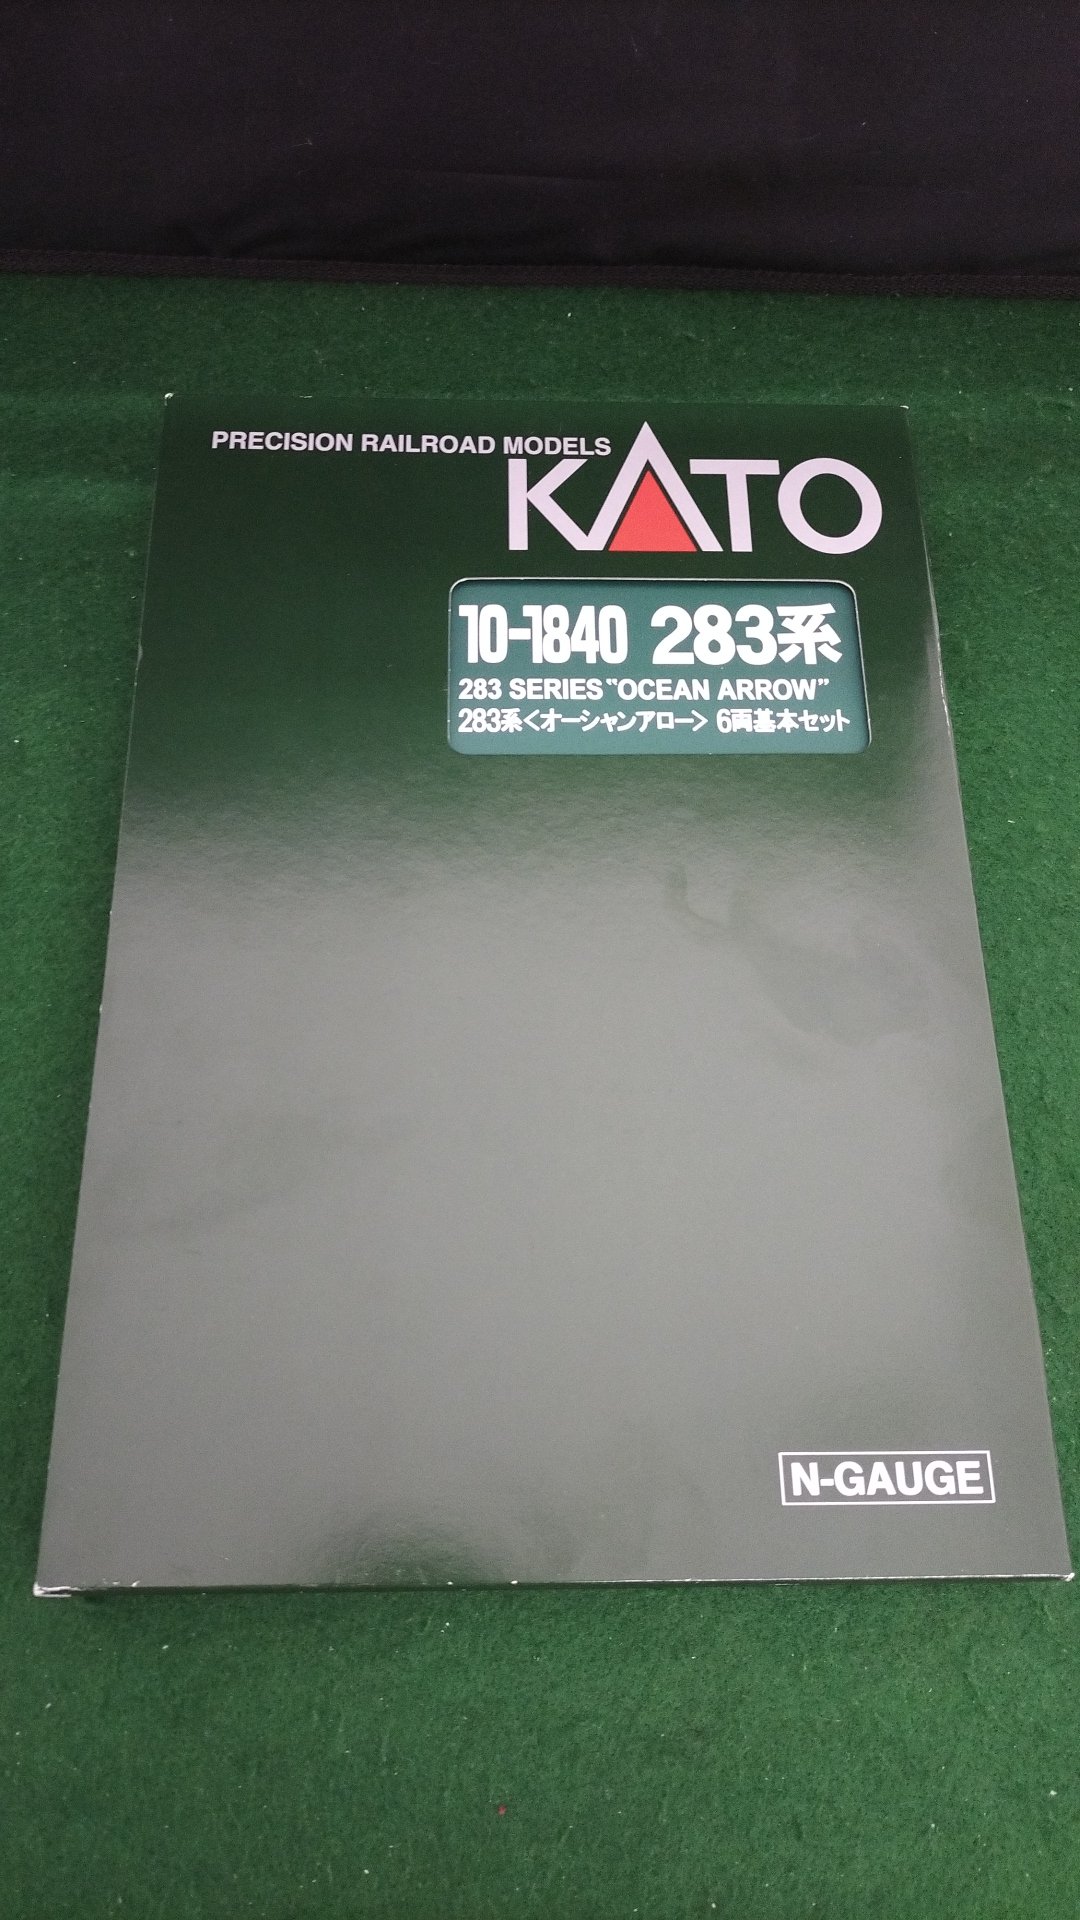 PRECISION RAILROAD MODELS
KATO
10-1840 283系
283 SERIES "OCEAN ARROW"
283系<オーシャンアロー> 6両基本セット
N-GAUGE